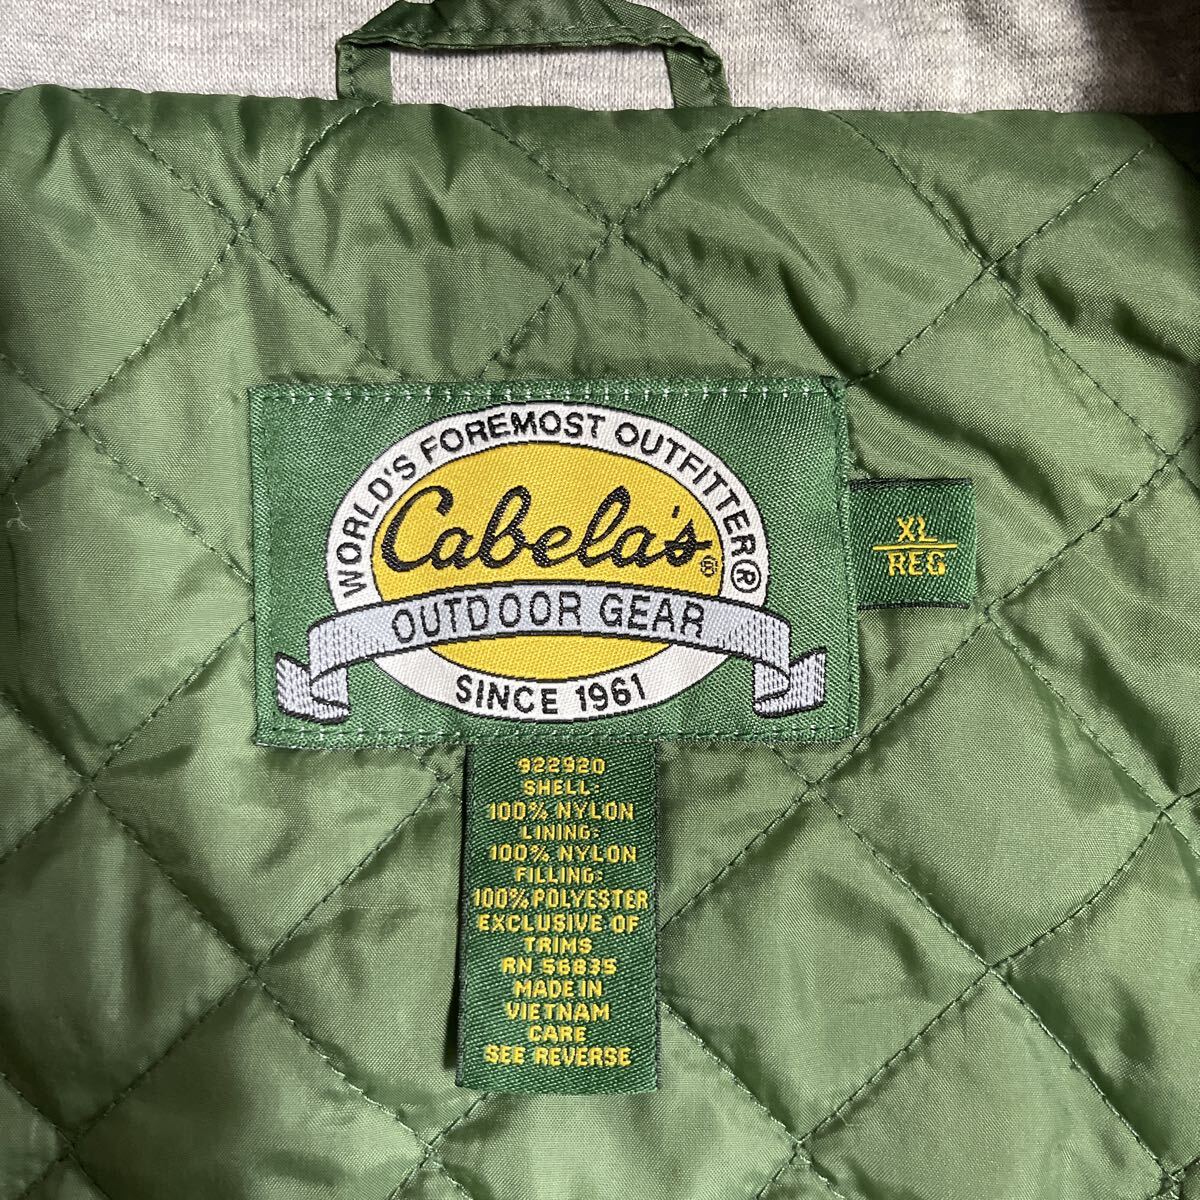 WORLD'S FOREMOST OUTFITTER®
Cabela's®
OUTDOOR GEAR
SINCE 1961
XL
REG
922920
SHELL:
100% NYLON
LINING:
100% NYLON
FILLING:
100% POLYESTER
EXCLUSIVE OF
TRIMS
RN 56835
MADE IN
VIETNAM
CARE
SEE REVERSE